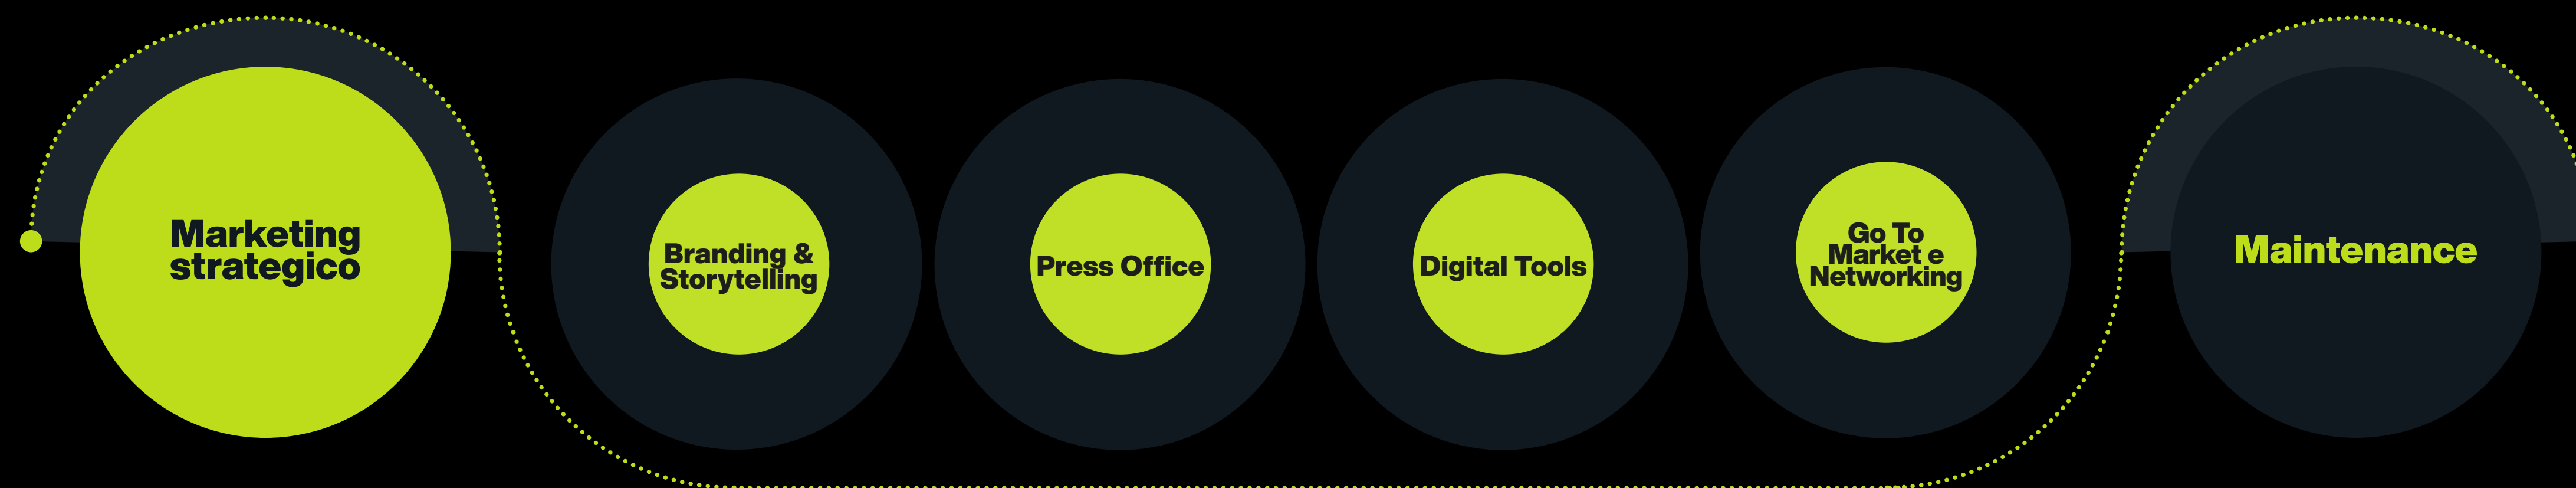 Marketing
strategico
Branding &
Storytelling
Press Office
Digital Tools
Go To
Market e
Networking
Maintenance